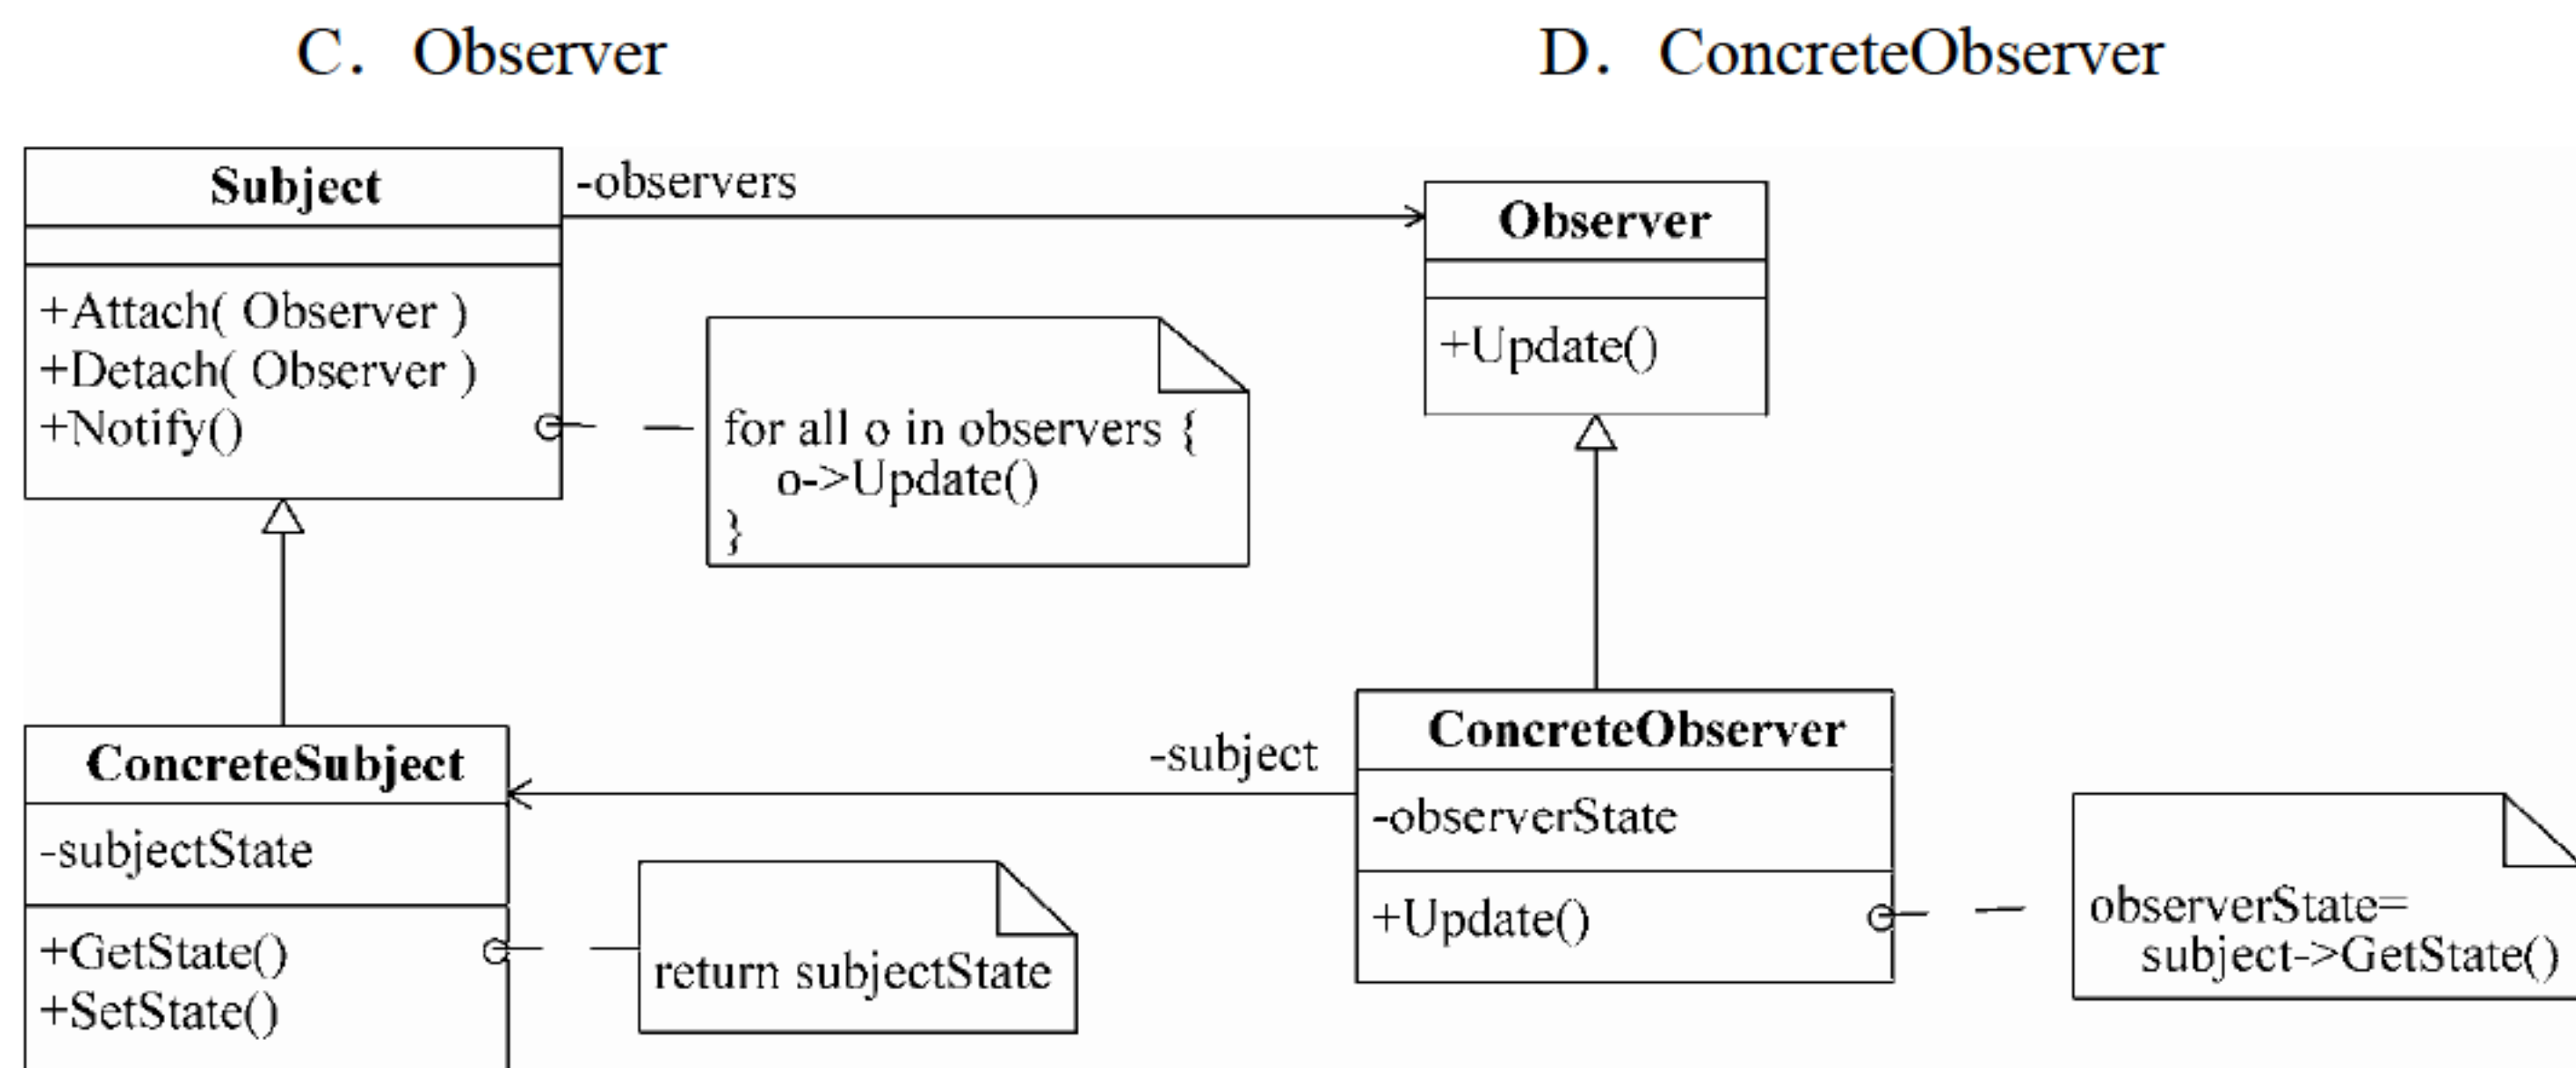 C. Observer
D. ConcreteObserver
Subject
-observers
Observer
+Attach( Observer )
+Detach( Observer )
+Notify()
for all o in observers {
o->Update()
}
+Update()
ConcreteSubject
-subject
ConcreteObserver
-subjectState
-observerState
+GetState()
+SetState()
return subjectState
+Update()
observerState=
subject->GetState()